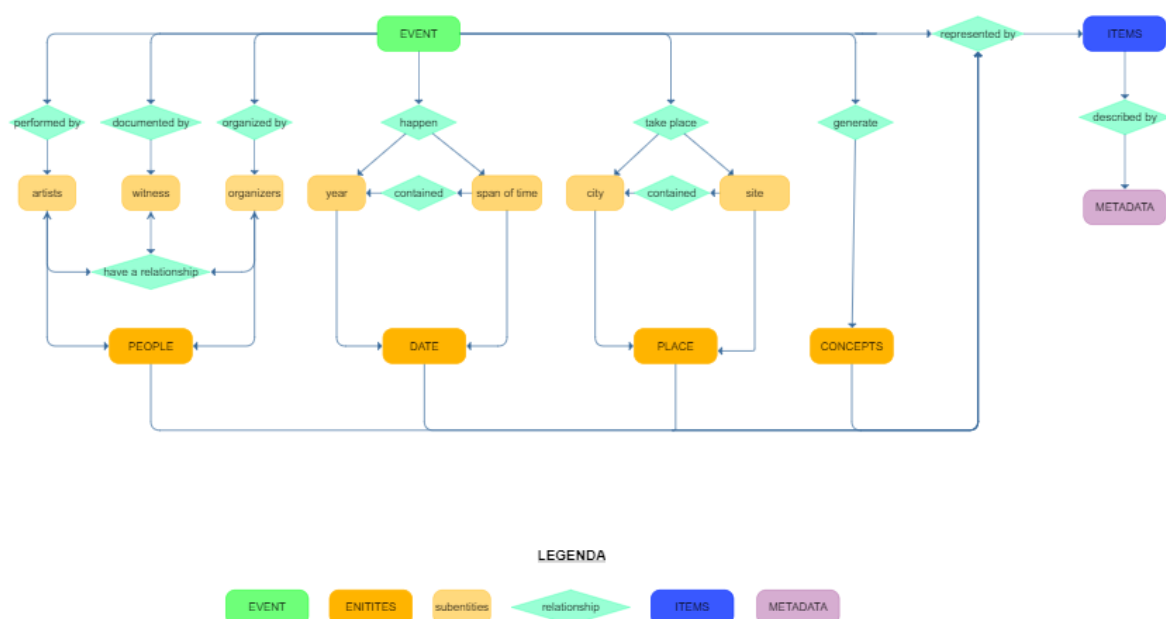 EVENT
represented by
ITEMS
performed by
documented by
organized by
happen
take place
generate
described by
artists
witness
organizers
year
contained
span of time
city
contained
site
METADATA
have a relationship
PEOPLE
DATE
PLACE
CONCEPTS
LEGENDA
EVENT
ENITITES
subentities
relationship
ITEMS
METADATA